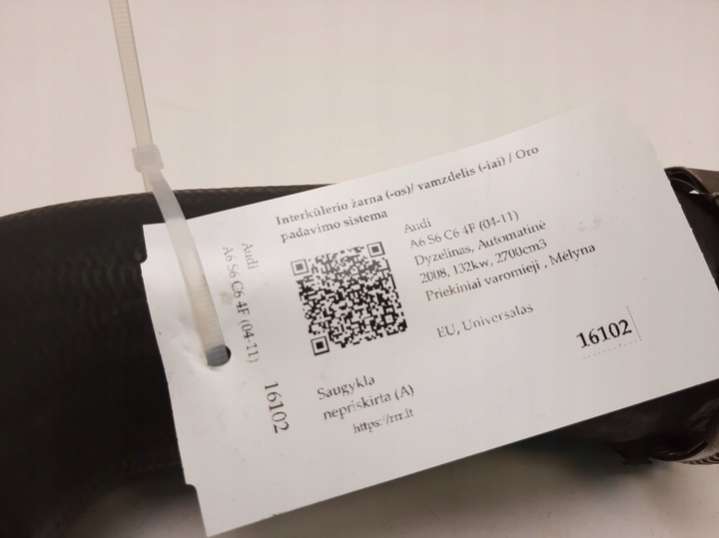 Interkūlerio žarna (-os)/ vamzdelis (-iai) / Oro
padavimo sistema
Audi
A6 S6 C6 4F (04-11)
Dyzelinas, Automatinė
2008, 132kw, 2700cm3
Priekiniai varomieji , Mėlyna
EU, Universalas
16102
Audi
A6 S6 C6 4F (04-11)
16102
Saugykla
nepriskirta (A)
https://rrr.lt